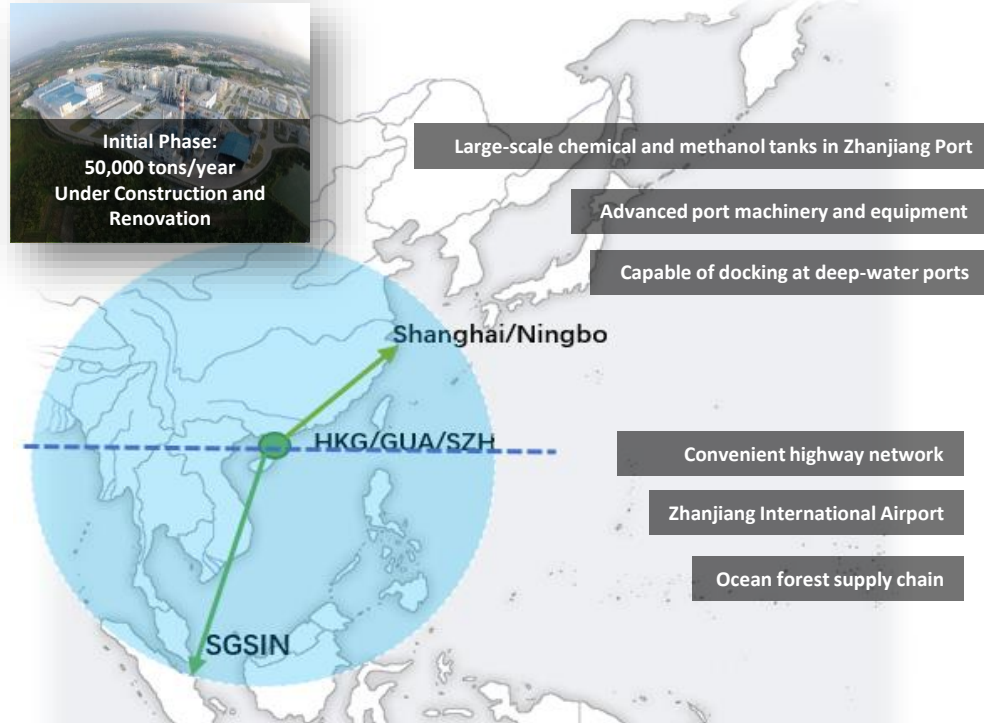 Initial Phase:
50,000 tons/year
Under Construction and
Renovation
Large-scale chemical and methanol tanks in Zhanjiang Port
Advanced port machinery and equipment
Capable of docking at deep-water ports
Shanghai/Ningbo
HKG/GUA/SZH
Convenient highway network
Zhanjiang International Airport
Ocean forest supply chain
SGSIN